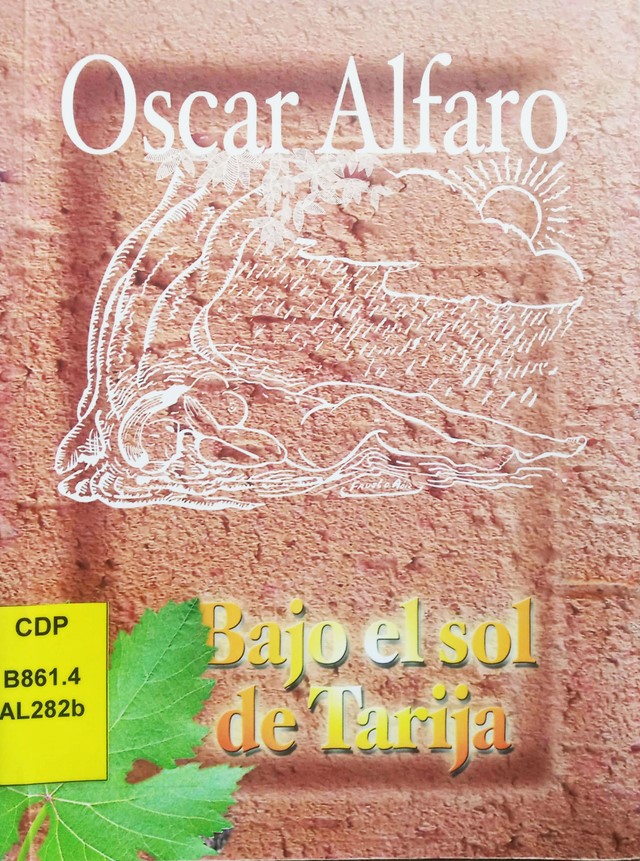 Oscar Alfaro
Bajo el sol
de Tarija
CDP
B861.4
AL282b